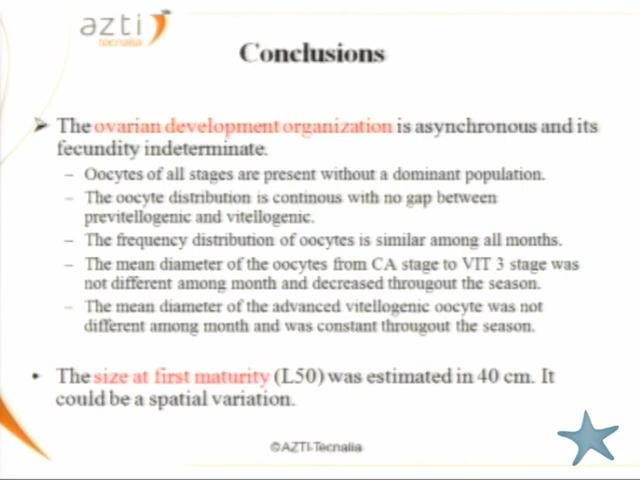 azti
tecnalia
Conclusions
➢ The ovarian development organization is asynchronous and its
fecundity indeterminate.
– Oocytes of all stages are present without a dominant population.
– The oocyte distribution is continous with no gap between
previtellogenic and vitellogenic.
– The frequency distribution of oocytes is similar among all months.
– The mean diameter of the oocytes from CA stage to VIT 3 stage was
not different among month and decreased througout the season.
– The mean diameter of the advanced vitellogenic oocyte was not
different among month and was constant througout the season.
• The size at first maturity (L50) was estimated in 40 cm. It
could be a spatial variation.
©AZTI-Tecnalia